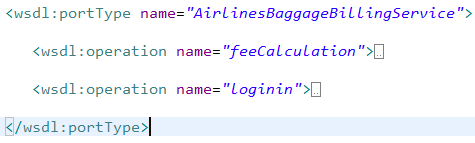 <wsdl:portType name="AirlinesBaggageBillingService">
<wsdl:operation name="feeCalculation">
<wsdl:operation name="loginin">
</wsdl:portType>